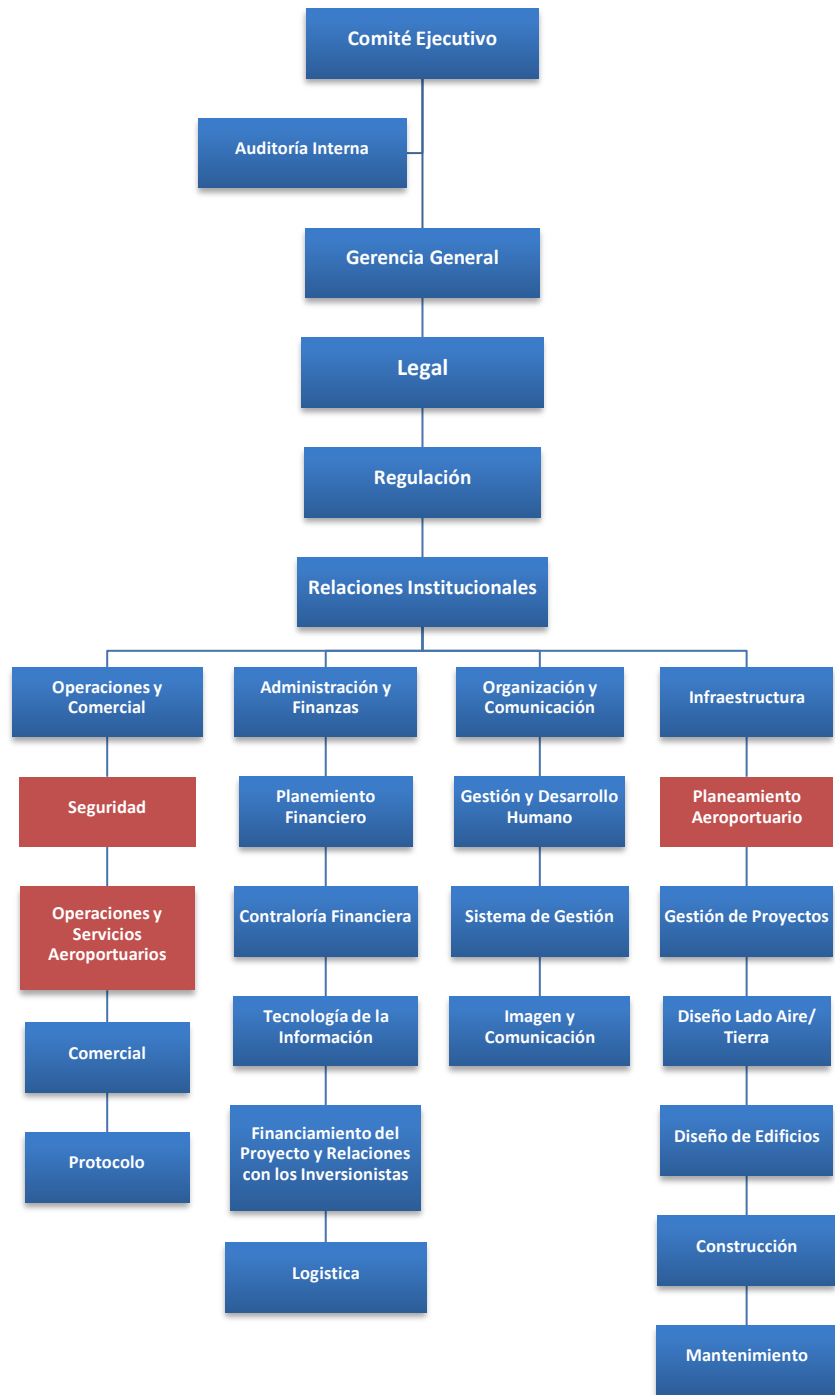 Comité Ejecutivo
Auditoría Interna
Gerencia General
Legal
Regulación
Relaciones Institucionales
Operaciones y
Comercial
Seguridad
Operaciones y
Servicios
Aeroportuarios
Comercial
Protocolo
Administración y
Finanzas
Planemiento
Financiero
Contraloría Financiera
Tecnología de la
Información
Financiamiento del
Proyecto y Relaciones
con los Inversionistas
Logistica
Organización y
Comunicación
Gestión y Desarrollo
Humano
Sistema de Gestión
Imagen y
Comunicación
Infraestructura
Planeamiento
Aeroportuario
Gestión de Proyectos
Diseño Lado Aire/
Tierra
Diseño de Edificios
Construcción
Mantenimiento